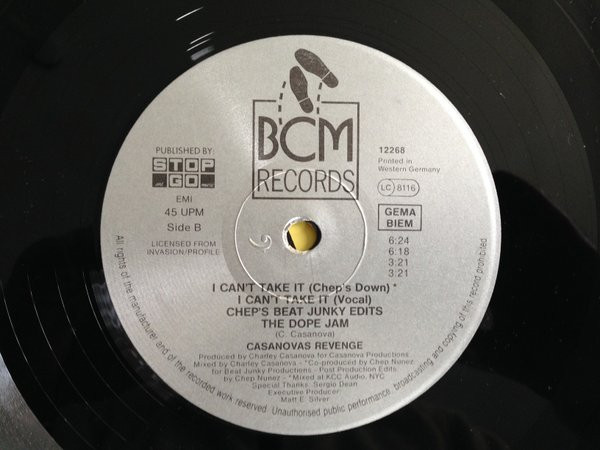 BCM
RECORDS
PUBLISHED BY:
STOP
GO
EMI
45 UPM
Side B
LICENSED FROM
INVASION/PROFILE
12268
Printed in
Western Germany
LC 8116
GEMA
BIEM
6:24
6:18
3:21
3:21
I CAN'T TAKE IT (Chep's Down) *
I CAN'T TAKE IT (Vocal)
CHEP'S BEAT JUNKY EDITS
THE DOPE JAM
(C. Casanova)
CASANOVAS REVENGE
Produced by Charley Casanova for Casanova Productions
Mixed by Charley Casanova - *Co-produced by Chep Nunez
for Beat Junky Productions - Post Production Edits
by Chep Nunez - *Mixed at KCC Audio, NYC
Special Thanks: Sergio Dean
Executive Producer:
Matt E. Silver
All rights of the manufacturer and of the owner of the recorded work reserved. Unauthorised public performance, broadcasting and copying of this record prohibited